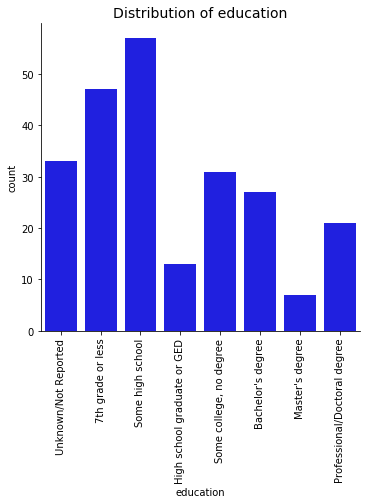 Distribution of education
count
50
40
30
20
10
0
Unknown/Not Reported
7th grade or less
Some high school
High school graduate or GED
Some college, no degree
Bachelor's degree
Master's degree
Professional/Doctoral degree
education